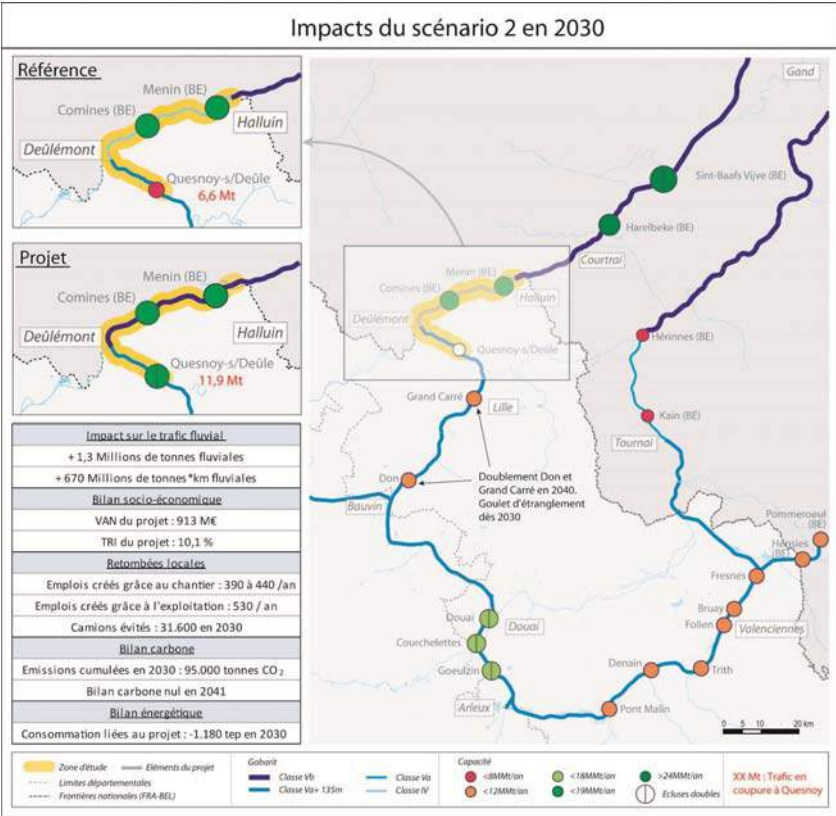 Impacts du scénario 2 en 2030
Référence
Menin (BE)
Comines (BE)
Halluin
Deûlémont
Quesnoy-s/Deûle
6,6 Mt
Projet
Menin (BE)
Comines (BE)
Deûlémont
Halluin
Quesnoy-s/Deûle
11,9 Mt
Impact sur le trafic fluvial
+ 1,3 Millions de tonnes fluviales
+ 670 Millions de tonnes*km fluviales
Bilan socio-économique
VAN du projet : 913 M€
TRI du projet : 10,1 %
Retombées locales
Emplois créés grâce au chantier : 390 à 440 /an
Emplois créés grâce à l'exploitation : 530 / an
Camions évités : 31.600 en 2030
Bilan carbone
Emissions cumulées en 2030 : 95.000 tonnes CO2
Bilan carbone nul en 2041
Bilan énergétique
Consommation liées au projet : -1.180 tep en 2030
Gand
Sint-Baafs Vijve (BE)
Harelbeke (BE)
Courtrai
Menin (BE)
Comines (BE)
Halluin
Deûlémont
Quesnoy-s/Deûle
Hérinnes (BE)
Grand Carré
Lille
Kain (BE)
Tournai
Don
Doublement Don et
Grand Carré en 2040.
Goulet d'étranglement
dès 2030
Bauvin
Pommeroeul (BE)
Hensies
(BE)
Fresnes
Bruay
Folien
Valenciennes
Douai
Douai
Courchelettes
Goeulzin
Denain
Trith
Arleux
Pont Malin
0 5 10 20 km
Zone d'étude
Eléments du projet
Limites départementales
Frontières nationales (FRA-BEL)
Gabarit
Classe Vb
Classe Va
Classe Va+ 135m
Classe IV
Capacité
<8MMt/an
<18MMt/an
>24MMt/an
<12MMt/an
<19MMt/an
Ecluses doubles
XX Mt : Trafic en
coupure à Quesnoy